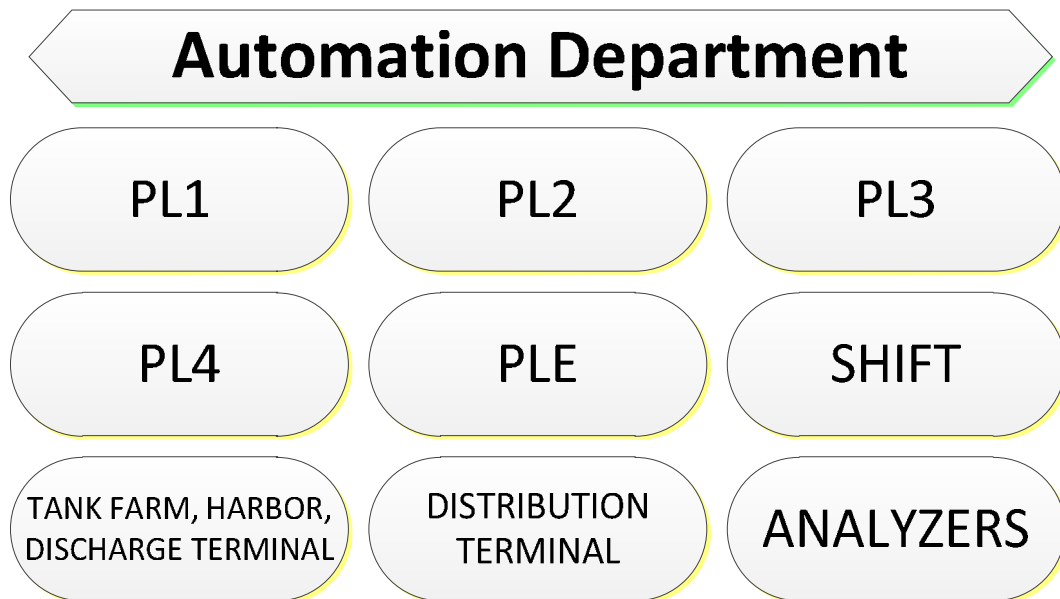 Automation Department
PL1
PL2
PL3
PL4
PLE
SHIFT
TANK FARM, HARBOR,
DISCHARGE TERMINAL
DISTRIBUTION
TERMINAL
ANALYZERS